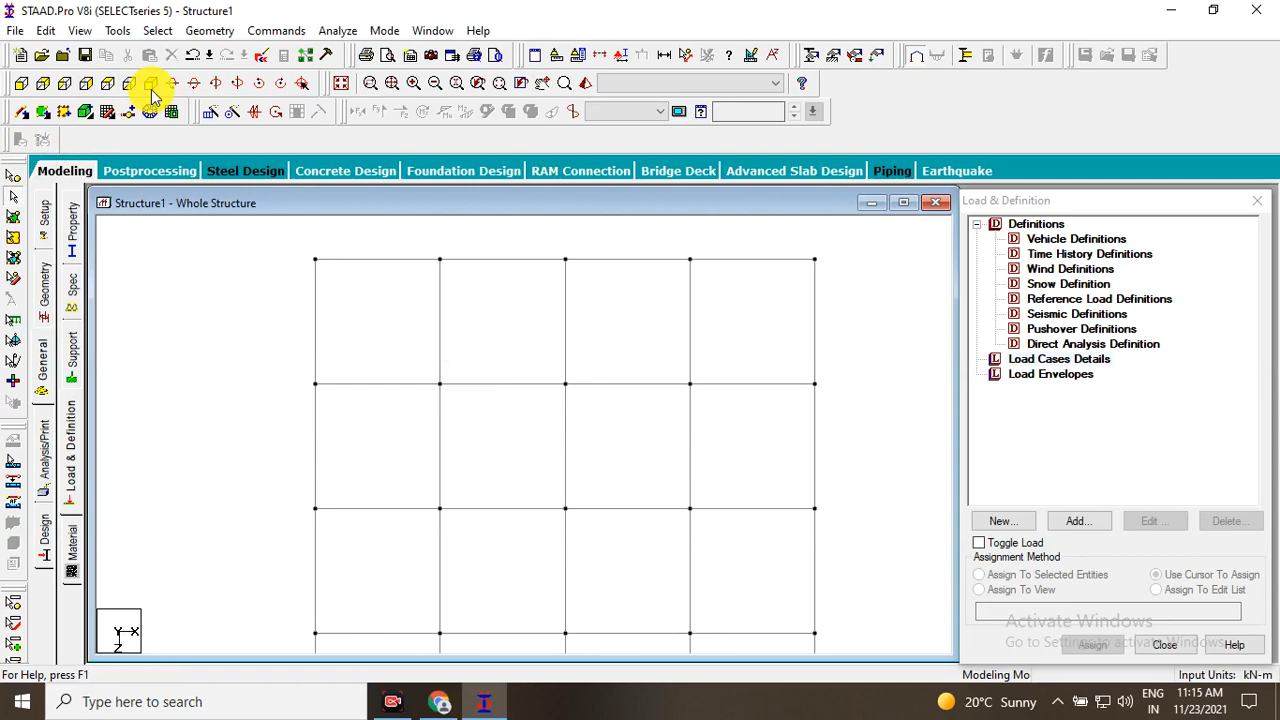 STAAD.Pro V8i (SELECTseries 5) - Structure1
File Edit View Tools Select Geometry Commands Analyze Mode Window Help
Modeling Postprocessing Steel Design Concrete Design Foundation Design RAM Connection Bridge Deck Advanced Slab Design Piping Earthquake
Setup
Geometry
General
Analysis/Print
Design
Property
Spec
Support
Load & Definition
Material
Structure1 - Whole Structure
Y X
Z
Load & Definition
Definitions
Vehicle Definitions
Time History Definitions
Wind Definitions
Snow Definition
Reference Load Definitions
Seismic Definitions
Pushover Definitions
Direct Analysis Definition
Load Cases Details
Load Envelopes
New... Add... Edit ... Delete...
Toggle Load
Assignment Method
Assign To Selected Entities Use Cursor To Assign
Assign To View Assign To Edit List
Activate Windows
Go to Settings to activate Windows.
Assign Close Help
For Help, press F1 Modeling Mo Input Units: kN-m
Type here to search 20°C Sunny ENG IN 11:15 AM 11/23/2021